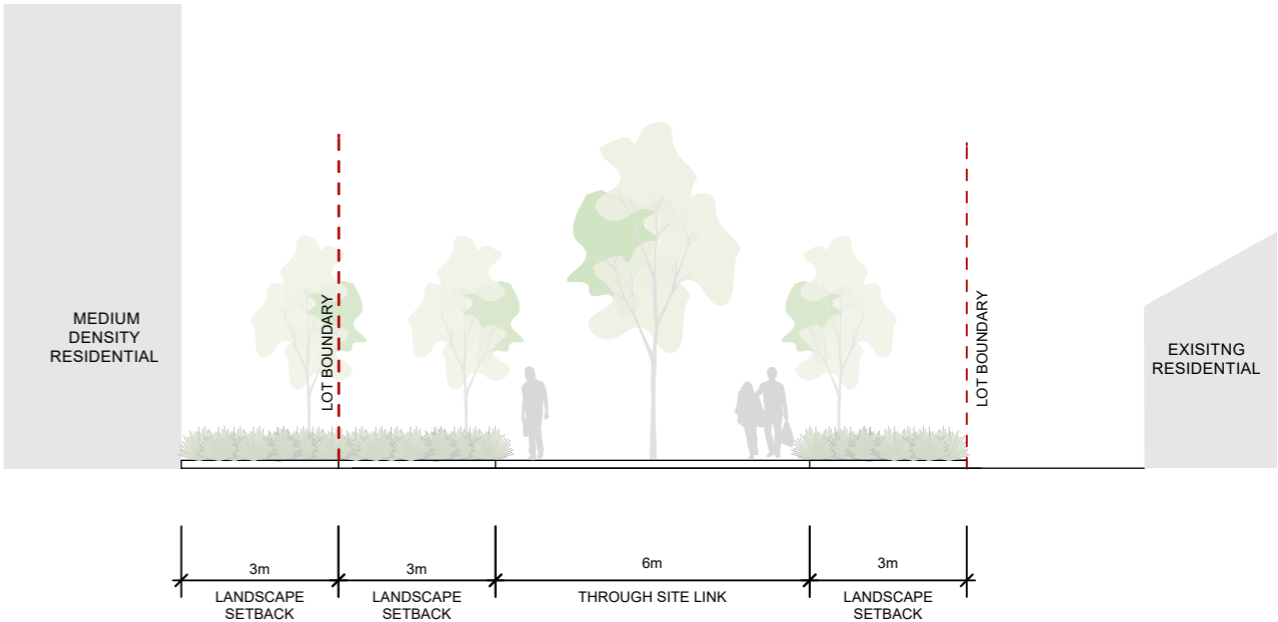 MEDIUM
DENSITY
RESIDENTIAL
LOT BOUNDARY
LOT BOUNDARY
EXISITNG
RESIDENTIAL
3m
LANDSCAPE
SETBACK
3m
LANDSCAPE
SETBACK
6m
THROUGH SITE LINK
3m
LANDSCAPE
SETBACK